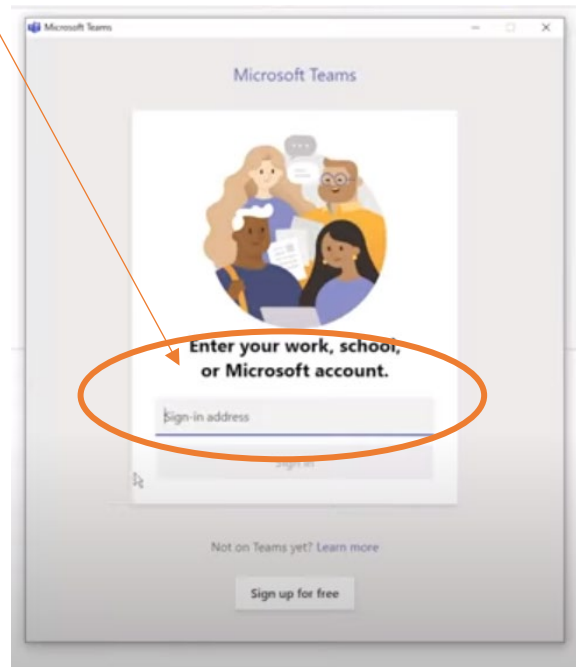 Microsoft Teams
Microsoft Teams
Enter your work, school,
or Microsoft account.
Sign-in address
Sign in
Not on Teams yet? Learn more
Sign up for free